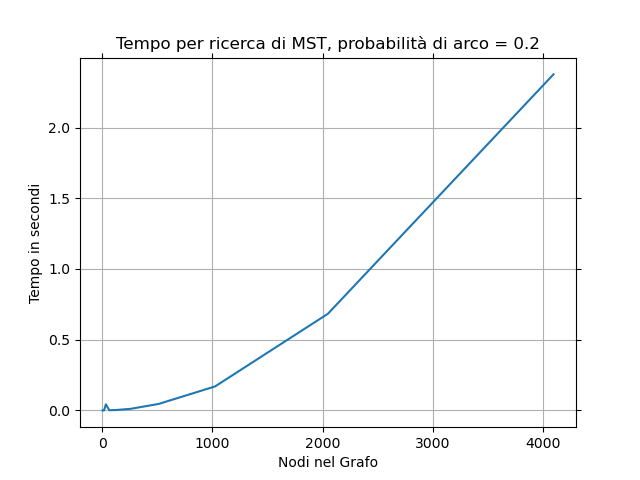 Tempo per ricerca di MST, probabilità di arco = 0.2
2.0
1.5
1.0
0.5
0.0
Tempo in secondi
0 1000 2000 3000 4000
Nodi nel Grafo